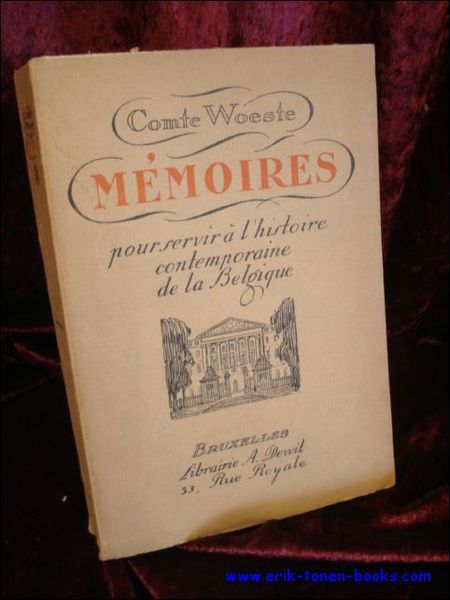 Comte Woeste
MÉMOIRES
pour servir à l'histoire
contemporaine
de la Belgique
BRUXELLES
Librairie A. Dewit
53, Rue Royale
www.erik-tonen-books.com